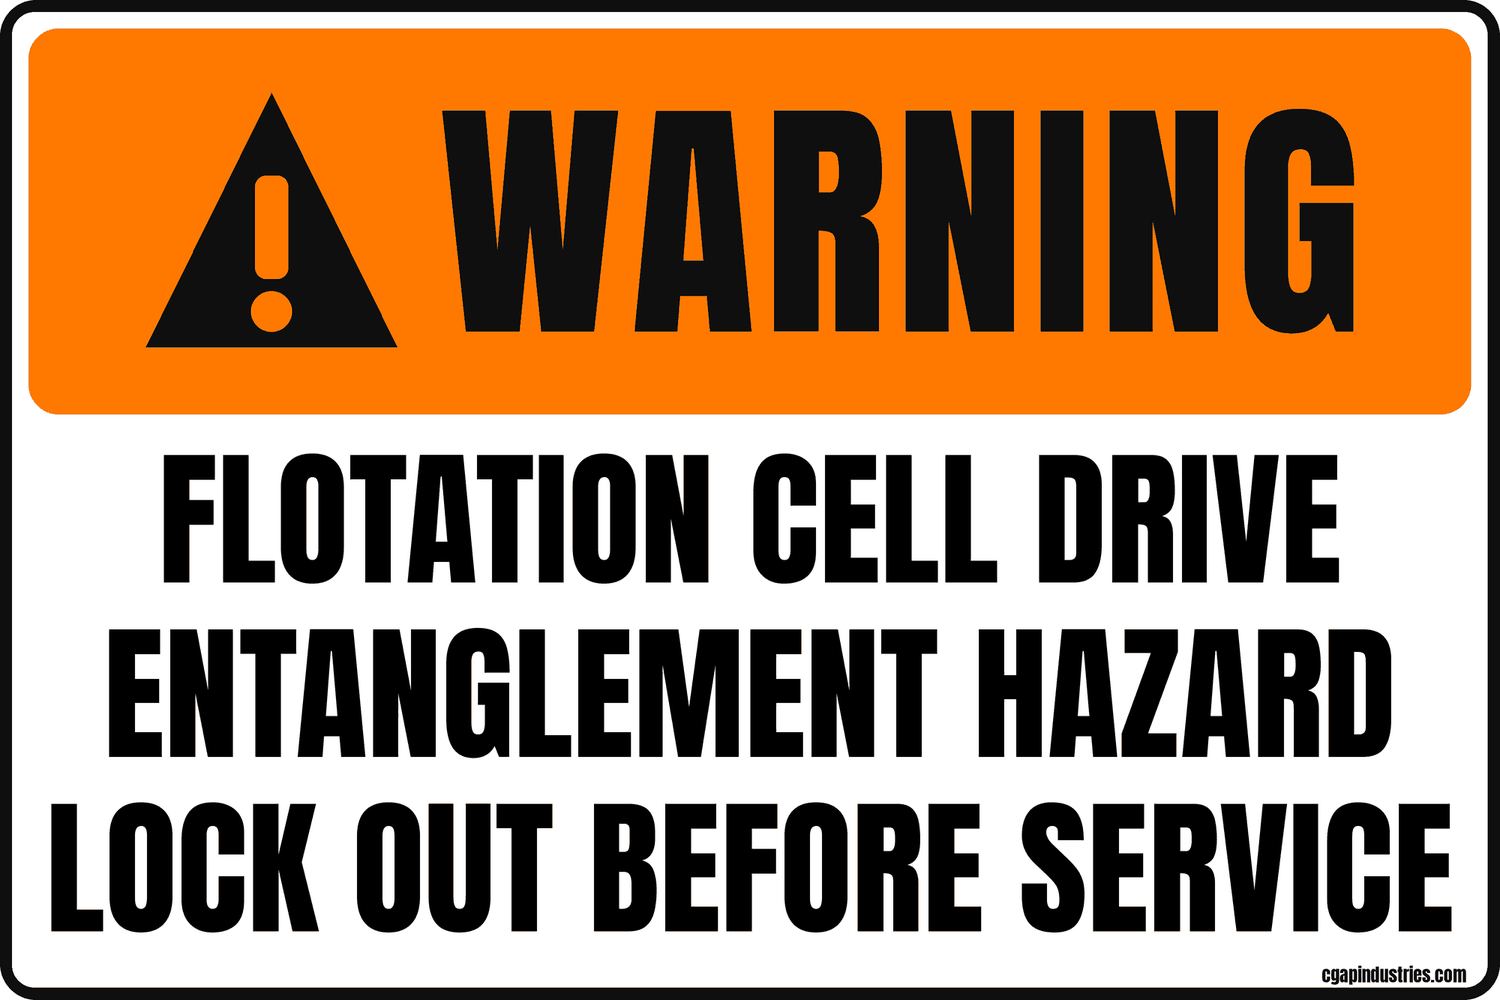 WARNING
FLOTATION CELL DRIVE
ENTANGLEMENT HAZARD
LOCK OUT BEFORE SERVICE
cgapindustries.com